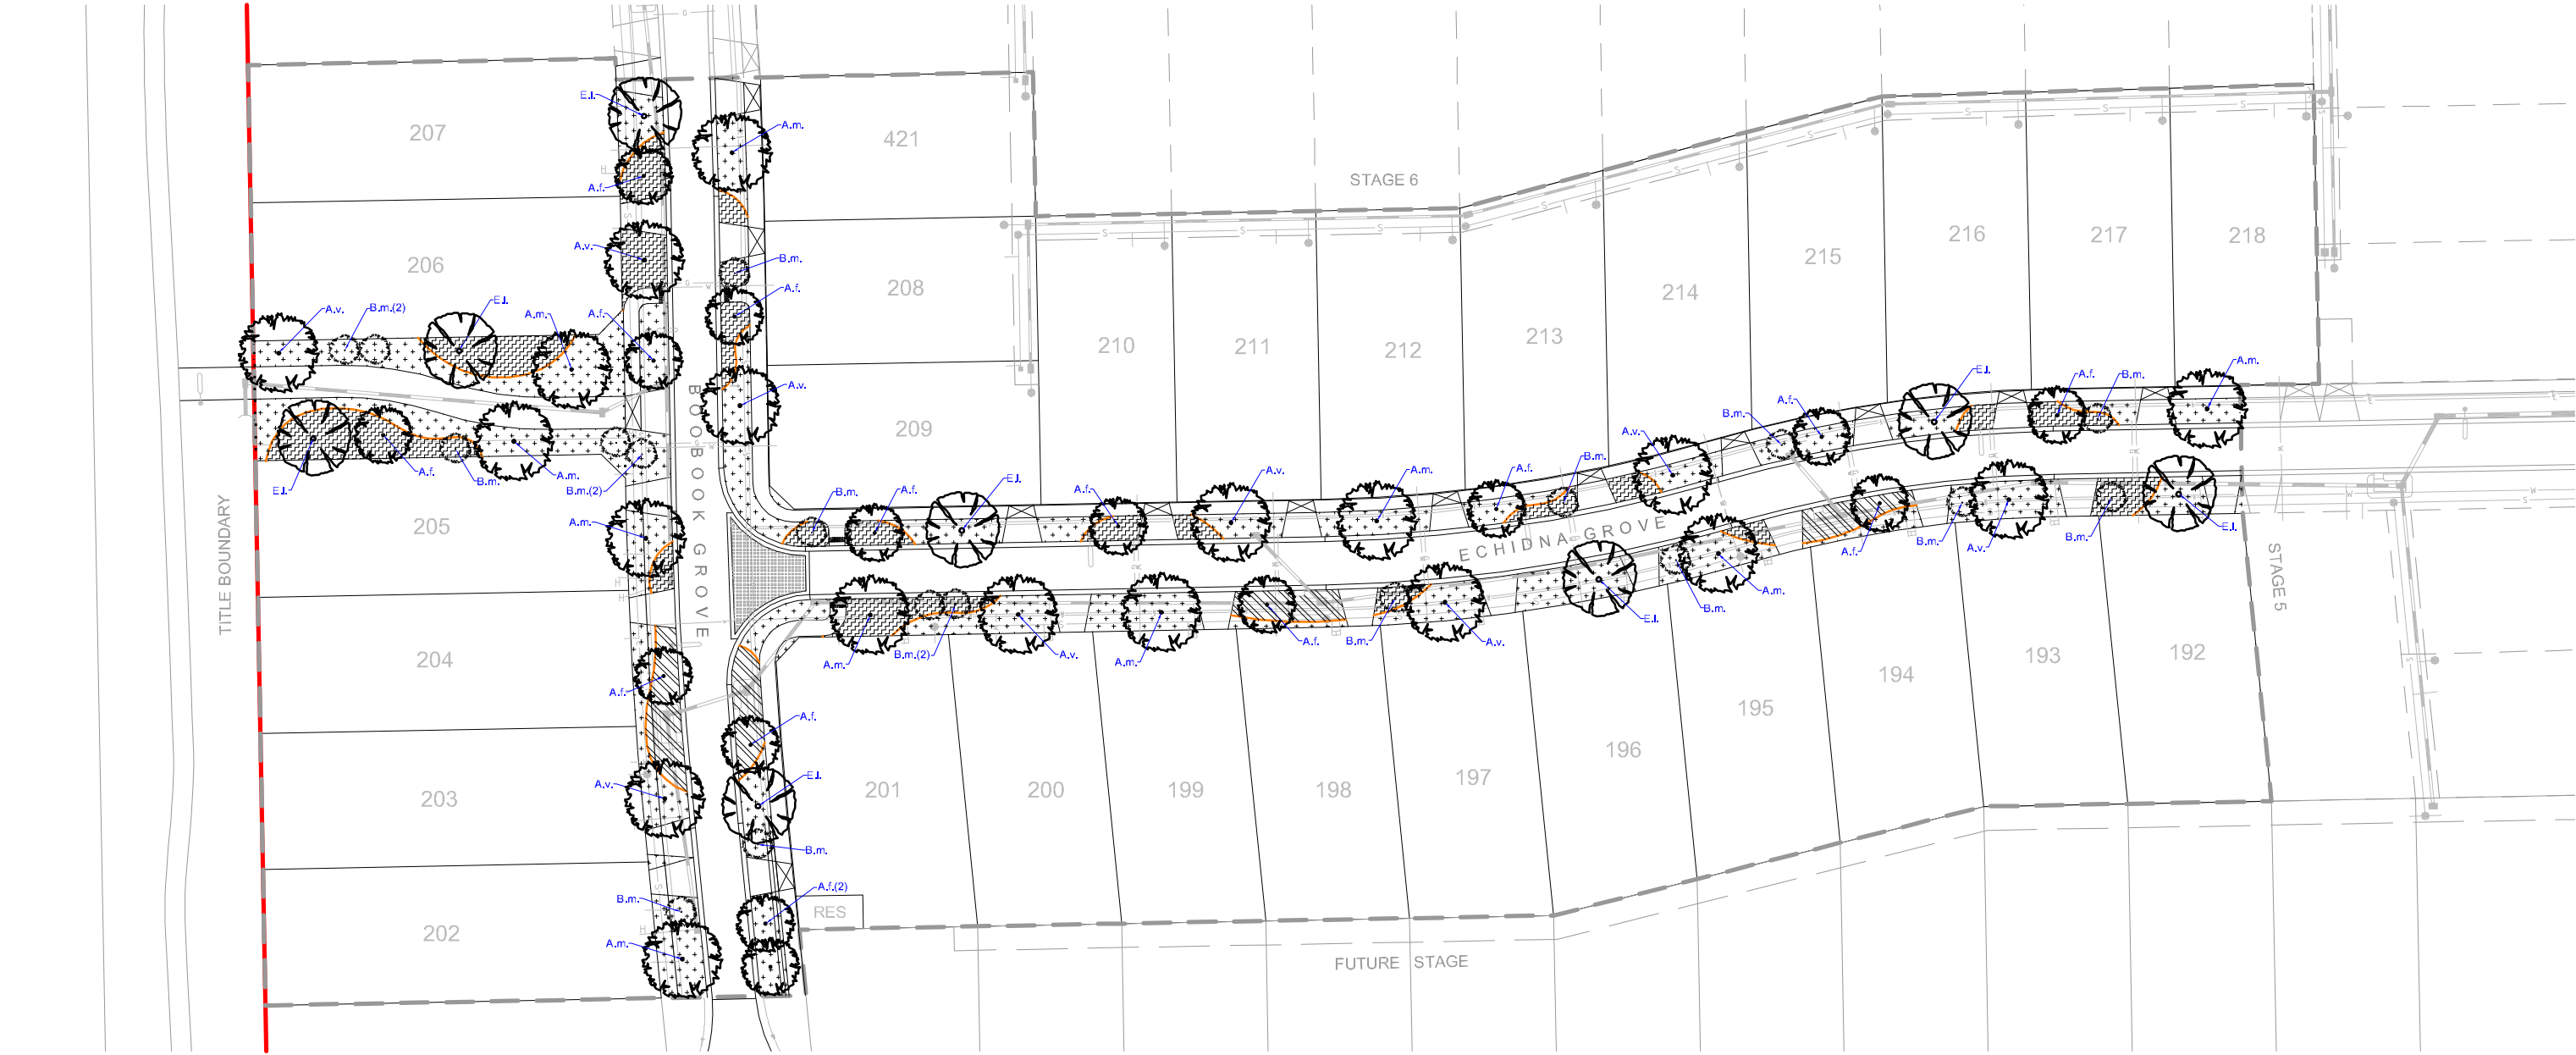 E.l.
A.m.
207
421
A.f.
STAGE 6
A.v.
B.m.
206
216
217
218
215
208
A.f.
214
A.v.
B.m.(2)
E.l.
A.m.
A.f.
210
211
212
213
A.m.
E.l.
A.f.
B.m.
A.v.
209
A.f.
B.m.
A.v.
BOOBOOK GROVE
E.l.
A.f.
B.m.
A.m.
B.m.(2)
A.m.
205
TITLE BOUNDARY
B.m.
A.f.
E.l.
A.f.
A.v.
A.m.
A.f.
B.m.
ECHIDNA GROVE
A.f.
B.m.
A.v.
B.m.
E.l.
STAGE 5
A.m.
B.m.
E.l.
204
A.m.
B.m.(2)
A.v.
A.m.
A.f.
B.m.
A.v.
194
193
192
A.f.
A.f.
195
196
197
A.v.
E.l.
203
201
200
199
198
B.m.
A.f.(2)
B.m.
RES
202
A.m.
FUTURE STAGE